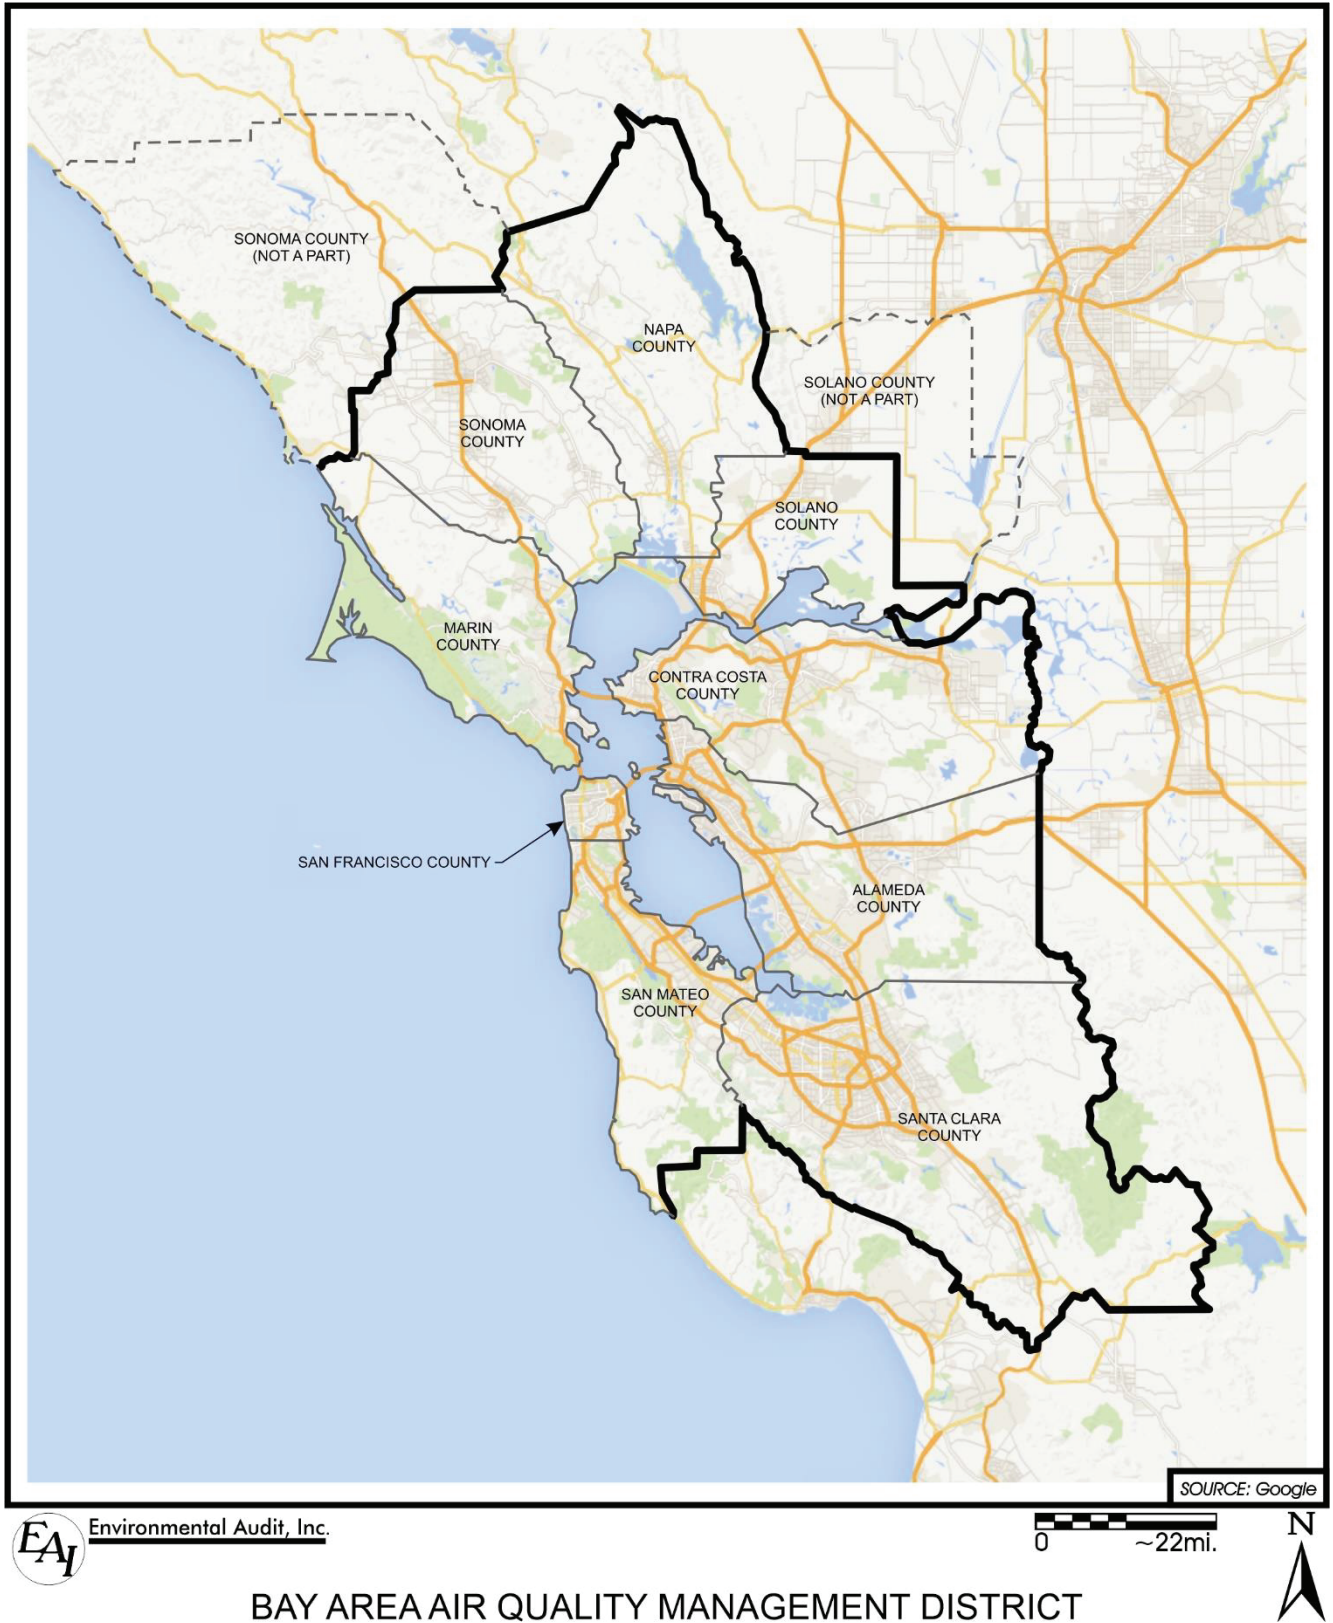 SONOMA COUNTY
(NOT A PART)
NAPA
COUNTY
SOLANO COUNTY
(NOT A PART)
SONOMA
COUNTY
SOLANO
COUNTY
MARIN
COUNTY
CONTRA COSTA
COUNTY
SAN FRANCISCO COUNTY
ALAMEDA
COUNTY
SAN MATEO
COUNTY
SANTA CLARA
COUNTY
SOURCE: Google
EAI
Environmental Audit, Inc.
0
~22mi.
N
BAY AREA AIR QUALITY MANAGEMENT DISTRICT